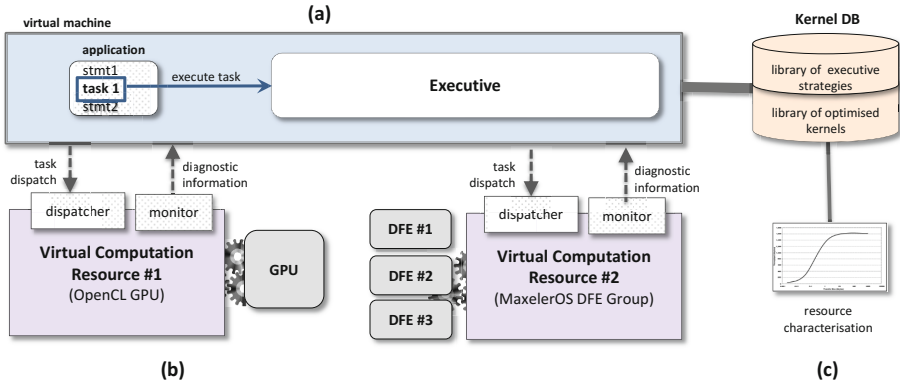 (a)
virtual machine
application
stmt1
task 1
stmt2
execute task
Executive
Kernel DB
library of executive
strategies
library of optimised
kernels
task
dispatch
diagnostic
information
task
dispatch
diagnostic
information
dispatcher
monitor
Virtual Computation
Resource #1
(OpenCL GPU)
GPU
DFE #1
DFE #2
DFE #3
dispatcher
monitor
Virtual Computation
Resource #2
(MaxelerOS DFE Group)
resource
characterisation
(b)
(c)